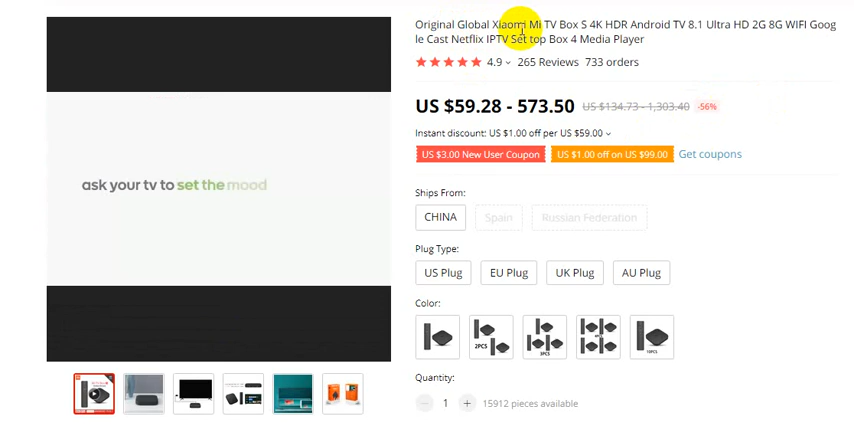 Original Global Xiaomi Mi TV Box S 4K HDR Android TV 8.1 Ultra HD 2G 8G WIFI Goog
le Cast Netflix IPTV Set top Box 4 Media Player
4.9 265 Reviews 733 orders
US $59.28 - 573.50 US $134.73 - 1,303.40 -56%
Instant discount: US $1.00 off per US $59.00
US $3.00 New User Coupon US $1.00 off on US $99.00 Get coupons
ask your tv to set the mood
Ships From:
CHINA Spain Russian Federation
Plug Type:
US Plug EU Plug UK Plug AU Plug
Color:
2PCS 3PCS 10PCS
Quantity:
1 15912 pieces available